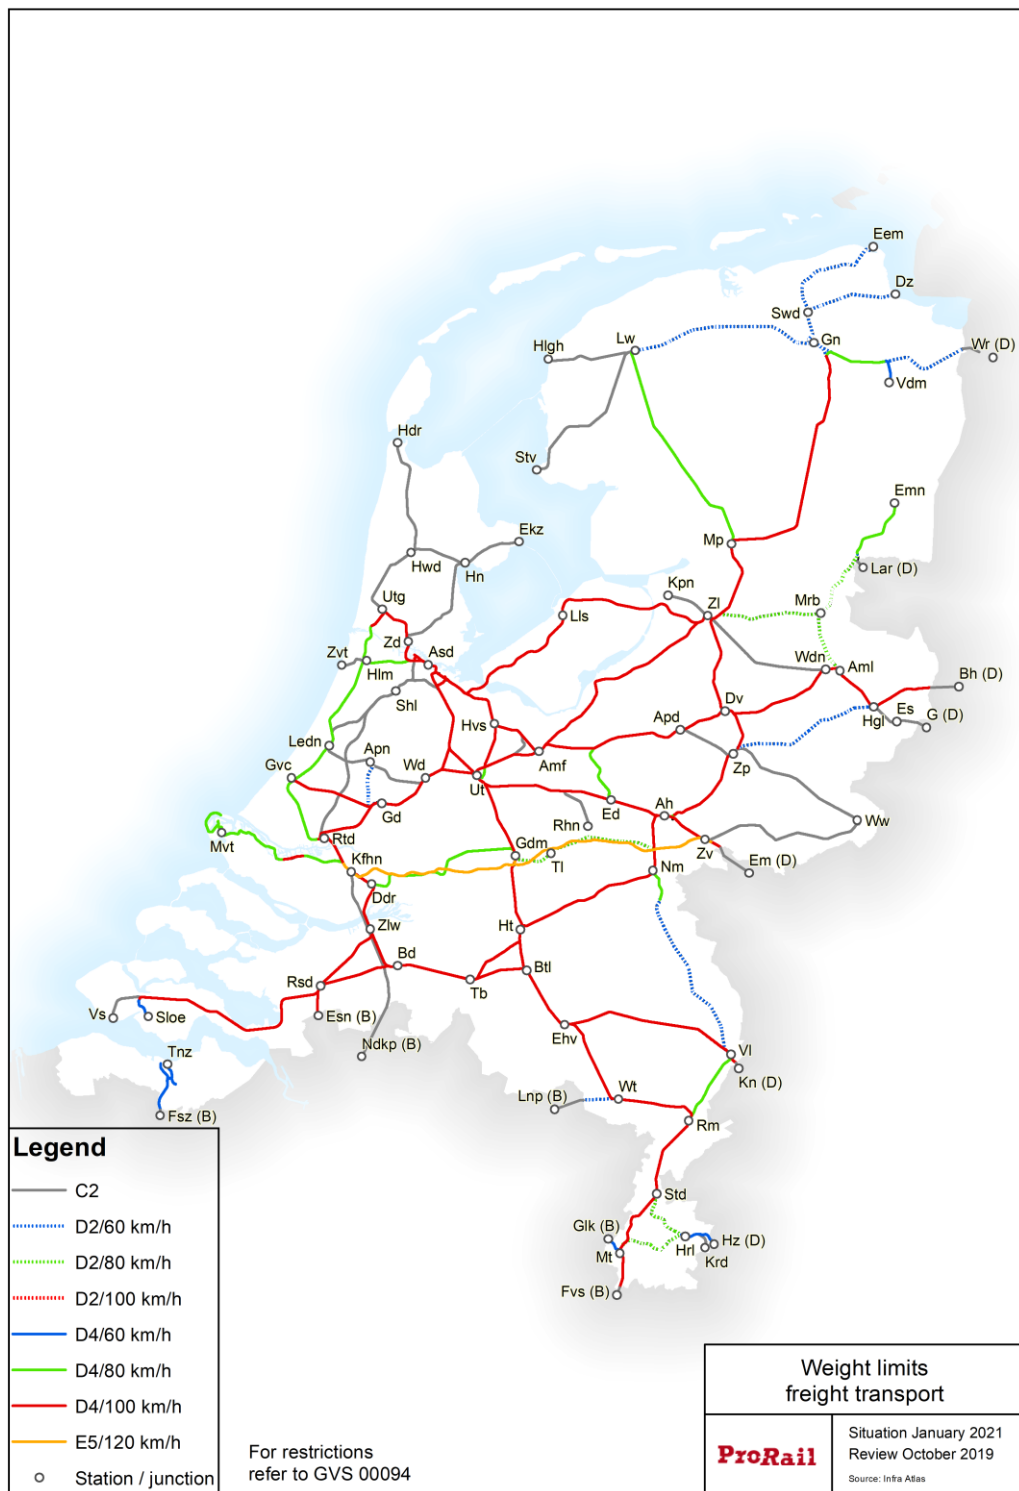 Eem
Dz
Swd
Gn
Lw
Hlgh
Wr (D)
Vdm
Hdr
Stv
Emn
Ekz
Mp
Hwd
Hn
Lar (D)
Kpn
Zl
Mrb
Utg
Lls
Zd
Zvt
Asd
Hlm
Wdn
Aml
Bh (D)
Shl
Dv
Es
Hgl
G (D)
Hvs
Apd
Ledn
Apn
Wd
Amf
Zp
Gvc
Ut
Gd
Ed
Ah
Ww
Rhn
Mvt
Rtd
Zv
Gdm
Tl
Em (D)
Kfhn
Nm
Ddr
Zlw
Ht
Bd
Btl
Rsd
Tb
Vs
Sloe
Esn (B)
Ehv
Ndkp (B)
Tnz
Vl
Kn (D)
Lnp (B)
Wt
Fsz (B)
Rm
Std
Glk (B)
Hz (D)
Hrl
Mt
Krd
Fvs (B)
Legend
C2
D2/60 km/h
D2/80 km/h
D2/100 km/h
D4/60 km/h
D4/80 km/h
D4/100 km/h
E5/120 km/h
Station / junction
For restrictions
refer to GVS 00094
Weight limits
freight transport
ProRail
Situation January 2021
Review October 2019
Source: Infra Atlas